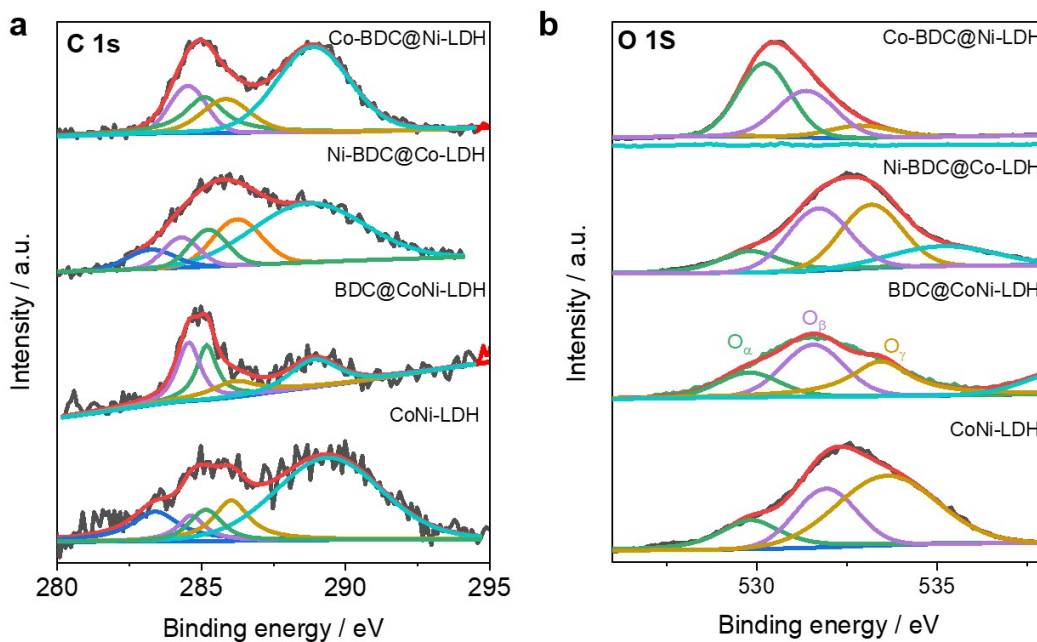 a
C 1s
Co-BDC@Ni-LDH
Ni-BDC@Co-LDH
BDC@CoNi-LDH
CoNi-LDH
Intensity / a.u.
280 285 290 295
Binding energy / eV
b
O 1S
Co-BDC@Ni-LDH
Ni-BDC@Co-LDH
BDC@CoNi-LDH
Oα Oβ Oγ
CoNi-LDH
Intensity / a.u.
530 535
Binding energy / eV